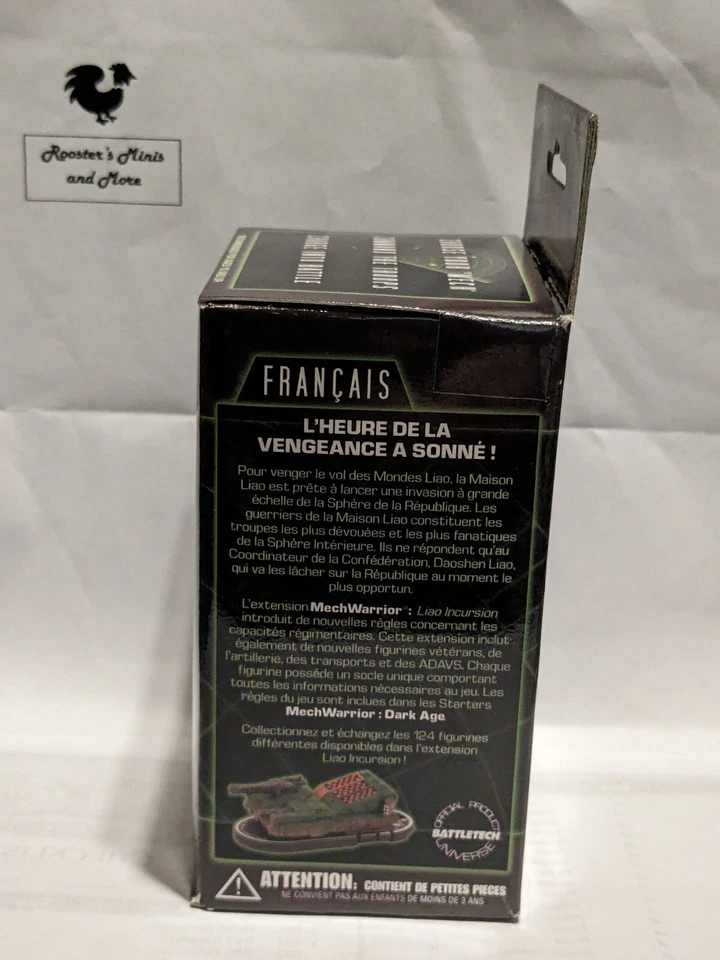 Rooster's Minis
and More
FRANÇAIS
L'HEURE DE LA
VENGEANCE A SONNÉ !
Pour venger le vol des Mondes Liao, la Maison
Liao est prête à lancer une invasion à grande
échelle de la Sphère de la République. Les
guerriers de la Maison Liao constituent les
troupes les plus dévouées et les plus fanatiques
de la Sphère Intérieure. Ils ne répondent qu'au
Coordinateur de la Confédération, Daoshen Liao,
qui va les lâcher sur la République au moment le
plus opportun.
L'extension MechWarrior : Liao Incursion
introduit de nouvelles règles concernant les
capacités régimentaires. Cette extension inclut
également de nouvelles figurines vétérans, de
l'artillerie, des transports et des ADAVS. Chaque
figurine possède un socle unique comportant
toutes les informations nécessaires au jeu. Les
règles du jeu sont incluses dans les Starters
MechWarrior : Dark Age
Collectionnez et échangez les 124 figurines
différentes disponibles dans l'extension
Liao Incursion !
OFFICIAL PRODUCT
BATTLETECH
UNIVERSE
ATTENTION: CONTIENT DE PETITES PIECES
NE CONVIENT PAS AUX ENFANTS DE MOINS DE 3 ANS